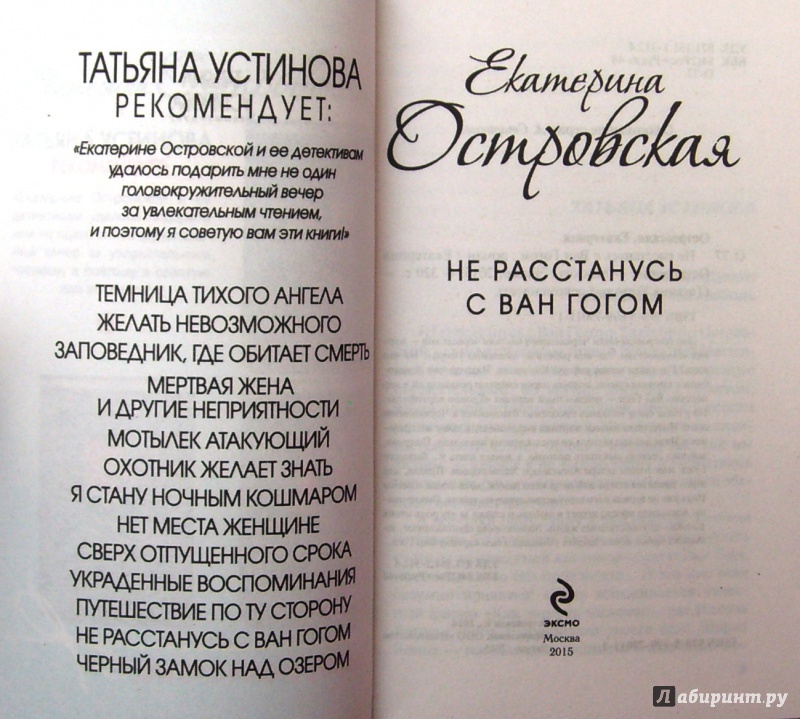 ТАТЬЯНА УСТИНОВА
РЕКОМЕНДУЕТ:
«Екатерине Островской и ее детективам
удалось подарить мне не один
головокружительный вечер
за увлекательным чтением,
и поэтому я советую вам эти книги!»
ТЕМНИЦА ТИХОГО АНГЕЛА
ЖЕЛАТЬ НЕВОЗМОЖНОГО
ЗАПОВЕДНИК, ГДЕ ОБИТАЕТ СМЕРТЬ
МЕРТВАЯ ЖЕНА
И ДРУГИЕ НЕПРИЯТНОСТИ
МОТЫЛЕК АТАКУЮЩИЙ
ОХОТНИК ЖЕЛАЕТ ЗНАТЬ
Я СТАНУ НОЧНЫМ КОШМАРОМ
НЕТ МЕСТА ЖЕНЩИНЕ
СВЕРХ ОТПУЩЕННОГО СРОКА
УКРАДЕННЫЕ ВОСПОМИНАНИЯ
ПУТЕШЕСТВИЕ ПО ТУ СТОРОНУ
НЕ РАССТАНУСЬ С ВАН ГОГОМ
ЧЕРНЫЙ ЗАМОК НАД ОЗЕРОМ
Екатерина
Островская
НЕ РАССТАНУСЬ
С ВАН ГОГОМ
ЭКСМО
Москва
2015
Лабиринт.ру